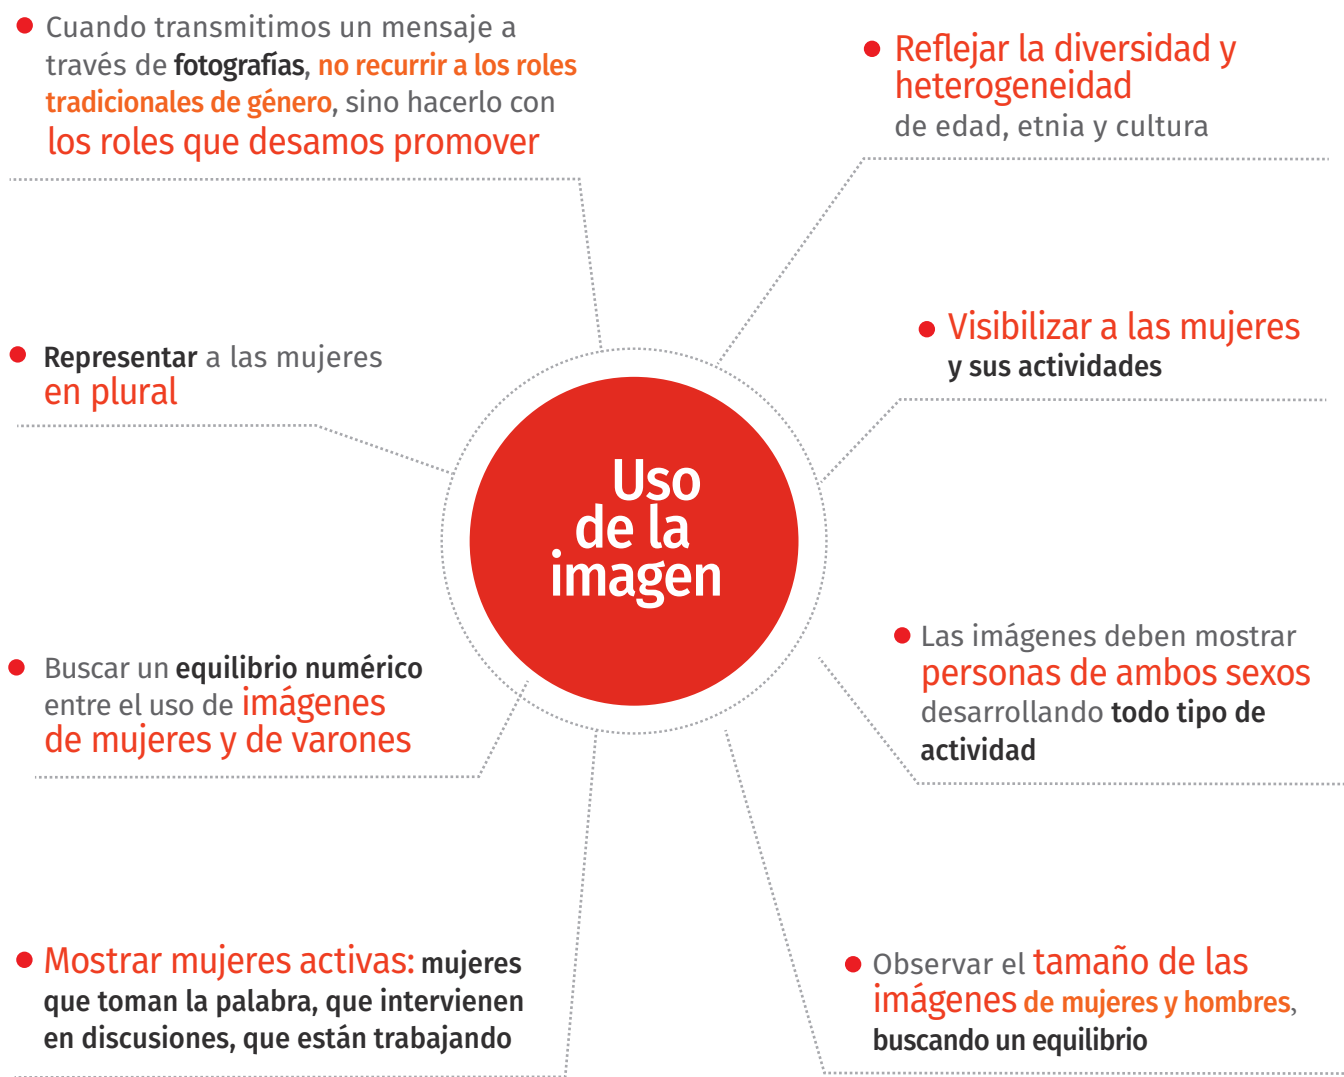 Cuando transmitimos un mensaje a
través de fotografías, no recurrir a los roles
tradicionales de género, sino hacerlo con
los roles que desamos promover
Reflejar la diversidad y
heterogeneidad
de edad, etnia y cultura
Representar a las mujeres
en plural
Visibilizar a las mujeres
y sus actividades
Uso
de la
imagen
Buscar un equilibrio numérico
entre el uso de imágenes
de mujeres y de varones
Las imágenes deben mostrar
personas de ambos sexos
desarrollando todo tipo de
actividad
Mostrar mujeres activas: mujeres
que toman la palabra, que intervienen
en discusiones, que están trabajando
Observar el tamaño de las
imágenes de mujeres y hombres,
buscando un equilibrio